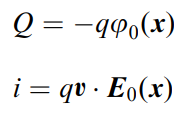 Q = −qφ₀(x)
i = qv · E₀(x)